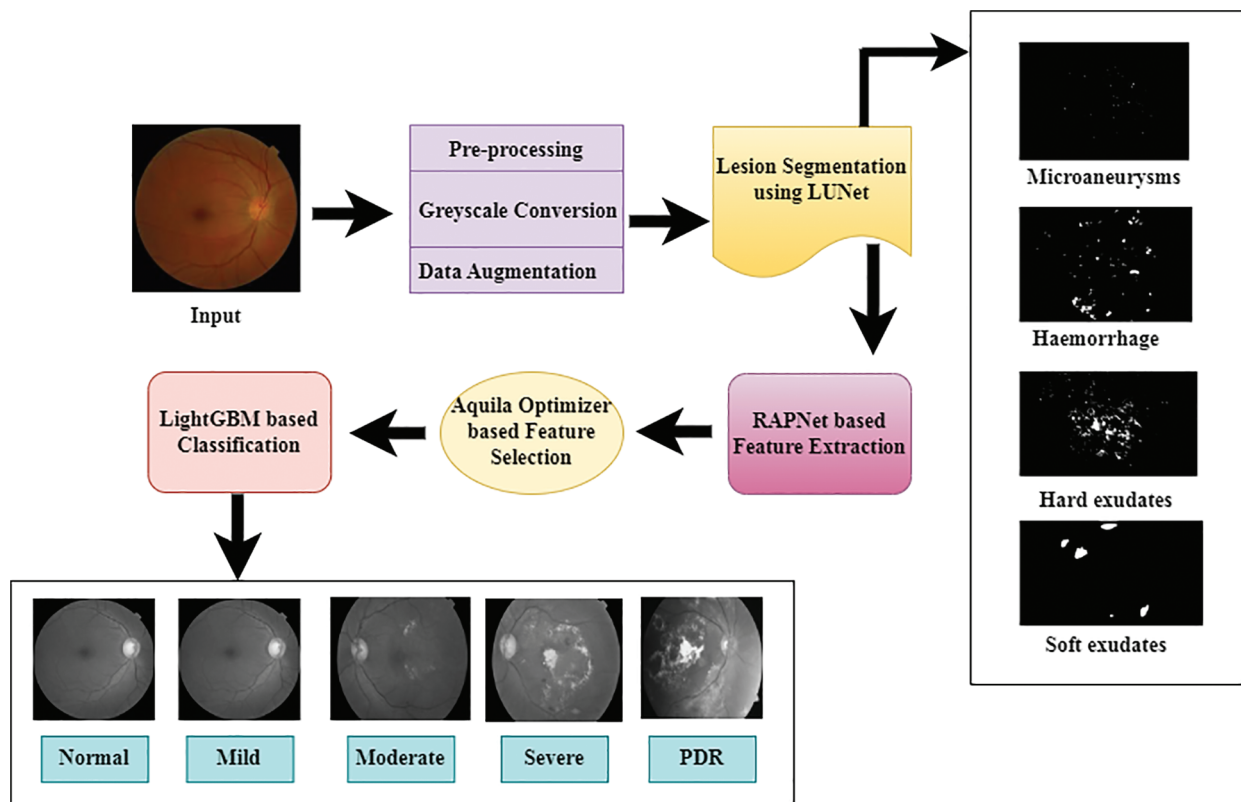 Input
Pre-processing
Greyscale Conversion
Data Augmentation
Lesion Segmentation
using LUNet
Microaneurysms
Haemorrhage
Hard exudates
Soft exudates
RAPNet based
Feature Extraction
Aquila Optimizer
based Feature
Selection
LightGBM based
Classification
Normal
Mild
Moderate
Severe
PDR